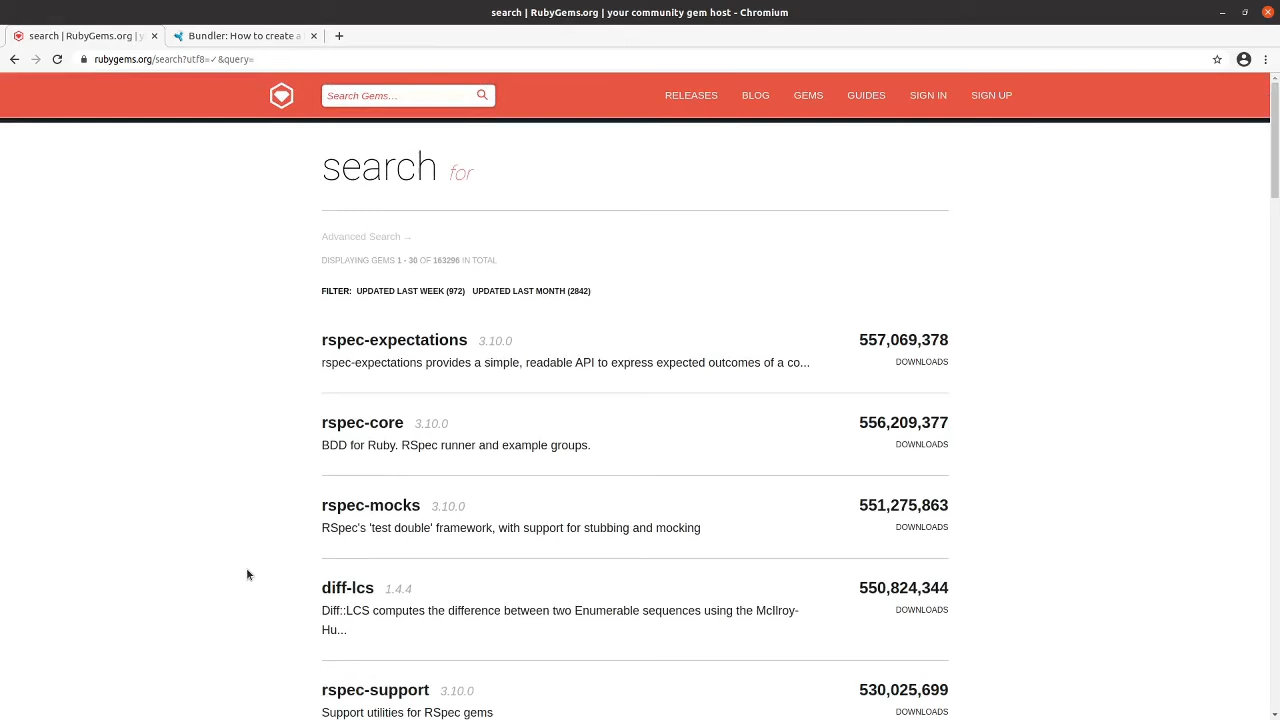 search | RubyGems.org | your community gem host - Chromium
search | RubyGems.org | y
Bundler: How to create a
rubygems.org/search?utf8=✓&query=
Search Gems…
RELEASES
BLOG
GEMS
GUIDES
SIGN IN
SIGN UP
search for
Advanced Search →
DISPLAYING GEMS 1 - 30 OF 163296 IN TOTAL
FILTER: UPDATED LAST WEEK (972) UPDATED LAST MONTH (2842)
rspec-expectations 3.10.0
557,069,378
rspec-expectations provides a simple, readable API to express expected outcomes of a co...
DOWNLOADS
rspec-core 3.10.0
556,209,377
BDD for Ruby. RSpec runner and example groups.
DOWNLOADS
rspec-mocks 3.10.0
551,275,863
RSpec's 'test double' framework, with support for stubbing and mocking
DOWNLOADS
diff-lcs 1.4.4
550,824,344
Diff::LCS computes the difference between two Enumerable sequences using the McIlroy-
DOWNLOADS
Hu...
rspec-support 3.10.0
530,025,699
Support utilities for RSpec gems
DOWNLOADS